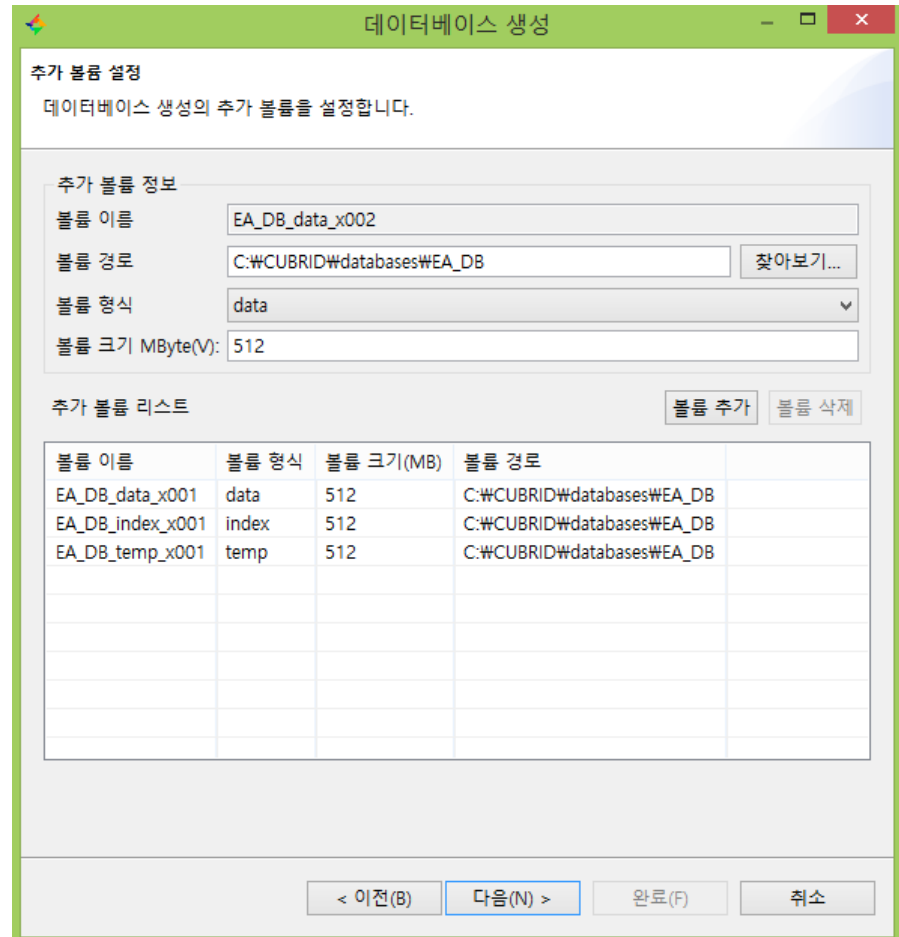 데이터베이스 생성
추가 볼륨 설정
데이터베이스 생성의 추가 볼륨을 설정합니다.
추가 볼륨 정보
볼륨 이름 EA_DB_data_x002
볼륨 경로 C:₩CUBRID₩databases₩EA_DB 찾아보기...
볼륨 형식 data
볼륨 크기 MByte(V): 512
추가 볼륨 리스트 볼륨 추가 볼륨 삭제
볼륨 이름 볼륨 형식 볼륨 크기(MB) 볼륨 경로
EA_DB_data_x001 data 512 C:₩CUBRID₩databases₩EA_DB
EA_DB_index_x001 index 512 C:₩CUBRID₩databases₩EA_DB
EA_DB_temp_x001 temp 512 C:₩CUBRID₩databases₩EA_DB
< 이전(B) 다음(N) > 완료(F) 취소